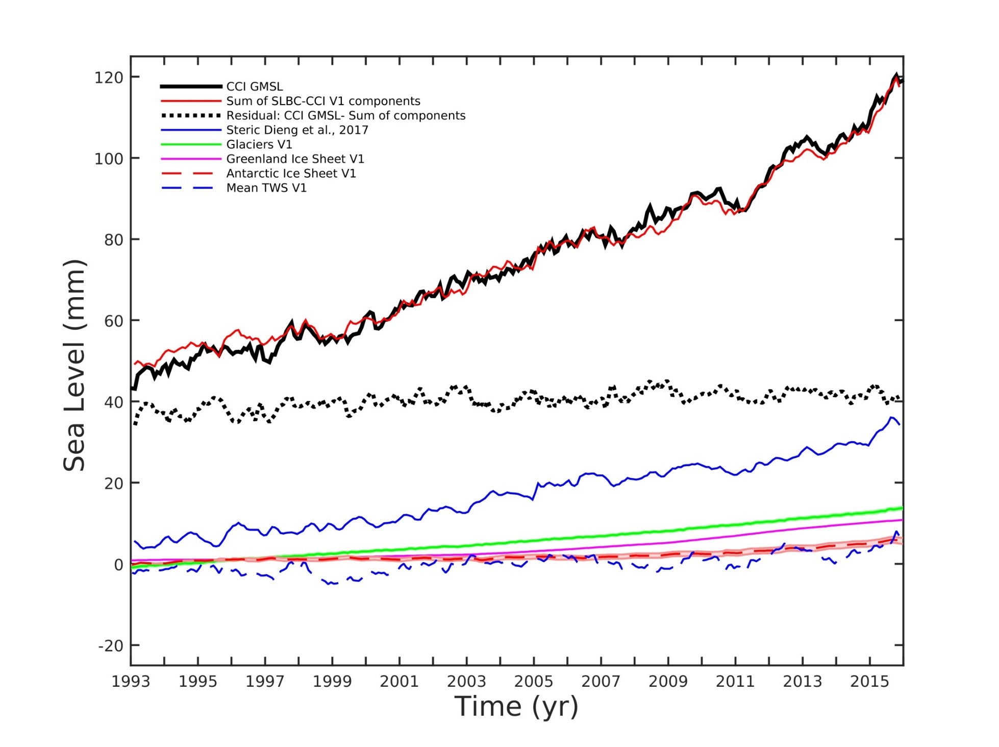 120
100
80
60
40
20
0
-20
Sea Level (mm)
CCI GMSL
Sum of SLBC-CCI V1 components
Residual: CCI GMSL- Sum of components
Steric Dieng et al., 2017
Glaciers V1
Greenland Ice Sheet V1
Antarctic Ice Sheet V1
Mean TWS V1
1993 1995 1997 1999 2001 2003 2005 2007 2009 2011 2013 2015
Time (yr)